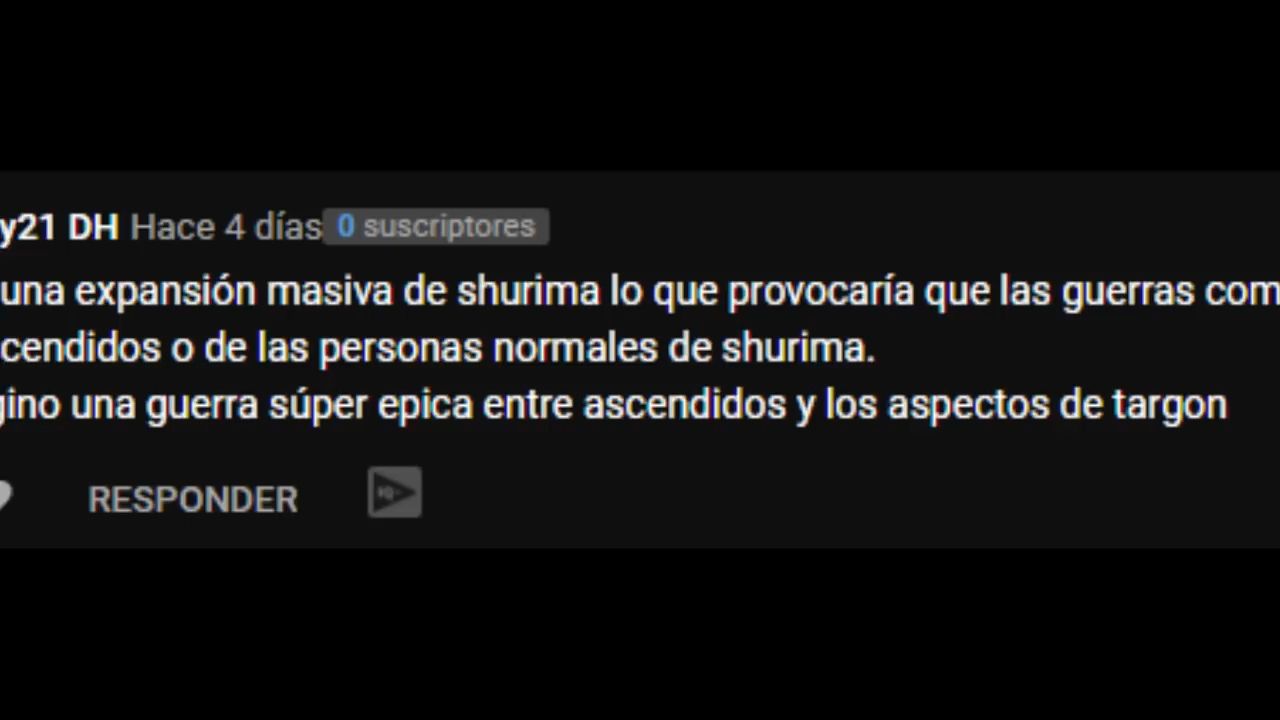 y21 DH Hace 4 días 0 suscriptores
una expansión masiva de shurima lo que provocaría que las guerras com
cendidos o de las personas normales de shurima.
gino una guerra súper epica entre ascendidos y los aspectos de targon
RESPONDER